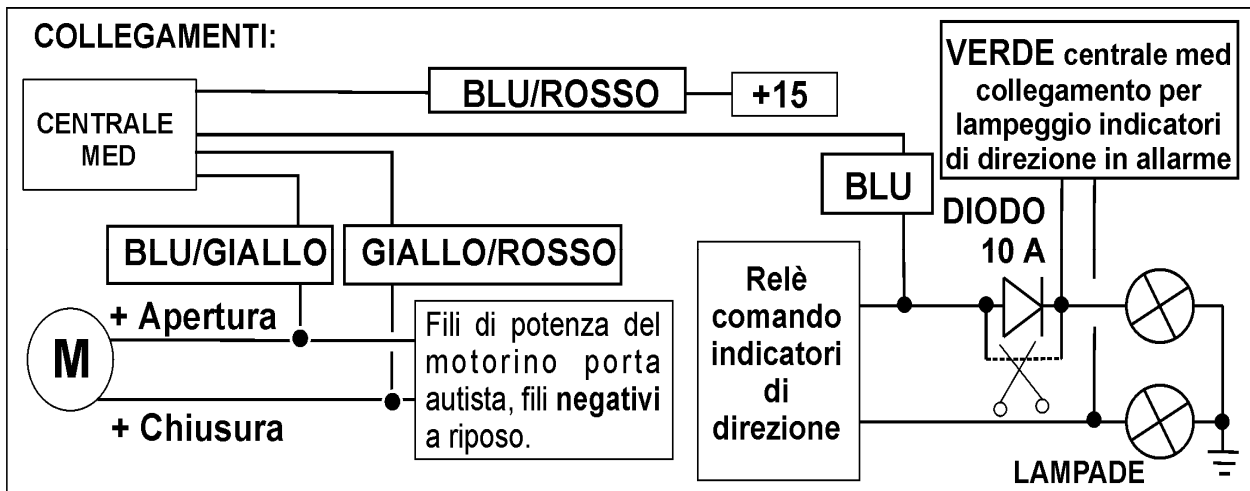 COLLEGAMENTI:
CENTRALE
MED
BLU/ROSSO
+15
VERDE centrale med
collegamento per
lampeggio indicatori
di direzione in allarme
BLU
DIODO
10 A
BLU/GIALLO
GIALLO/ROSSO
+ Apertura
M
+ Chiusura
Fili di potenza del
motorino porta
autista, fili negativi
a riposo.
Relè
comando
indicatori
di
direzione
LAMPADE